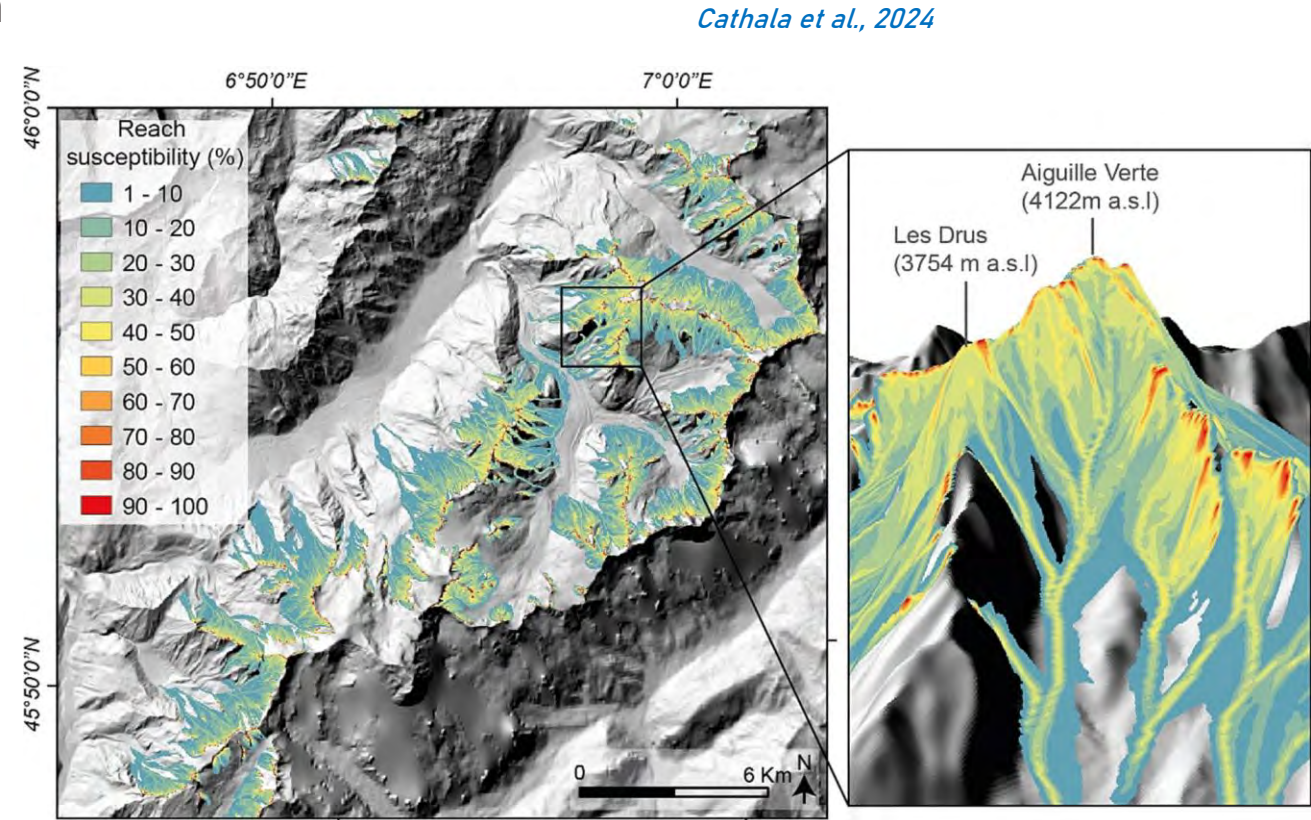 Cathala et al., 2024
6°50'0"E
7°0'0"E
46°0'0"N
45°50'0"N
Reach
susceptibility (%)
1 - 10
10 - 20
20 - 30
30 - 40
40 - 50
50 - 60
60 - 70
70 - 80
80 - 90
90 - 100
0
6 Km
N
Aiguille Verte
(4122m a.s.l)
Les Drus
(3754 m a.s.l)